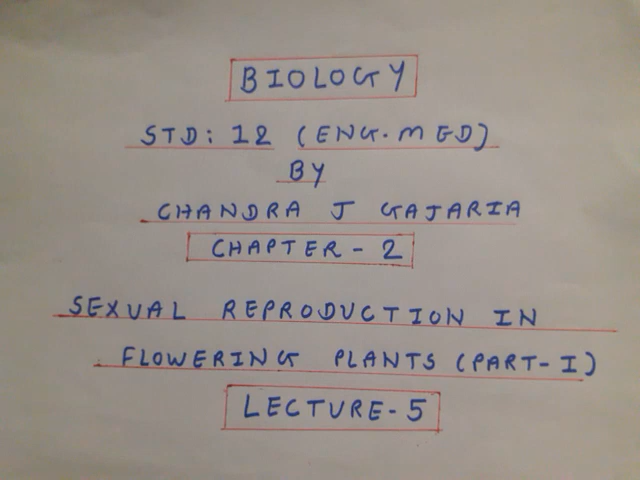 BIOLOGY
STD: 12 (ENG. MED)
BY
CHANDRA J GAJARIA
CHAPTER - 2
SEXUAL REPRODUCTION IN
FLOWERING PLANTS (PART-I)
LECTURE - 5